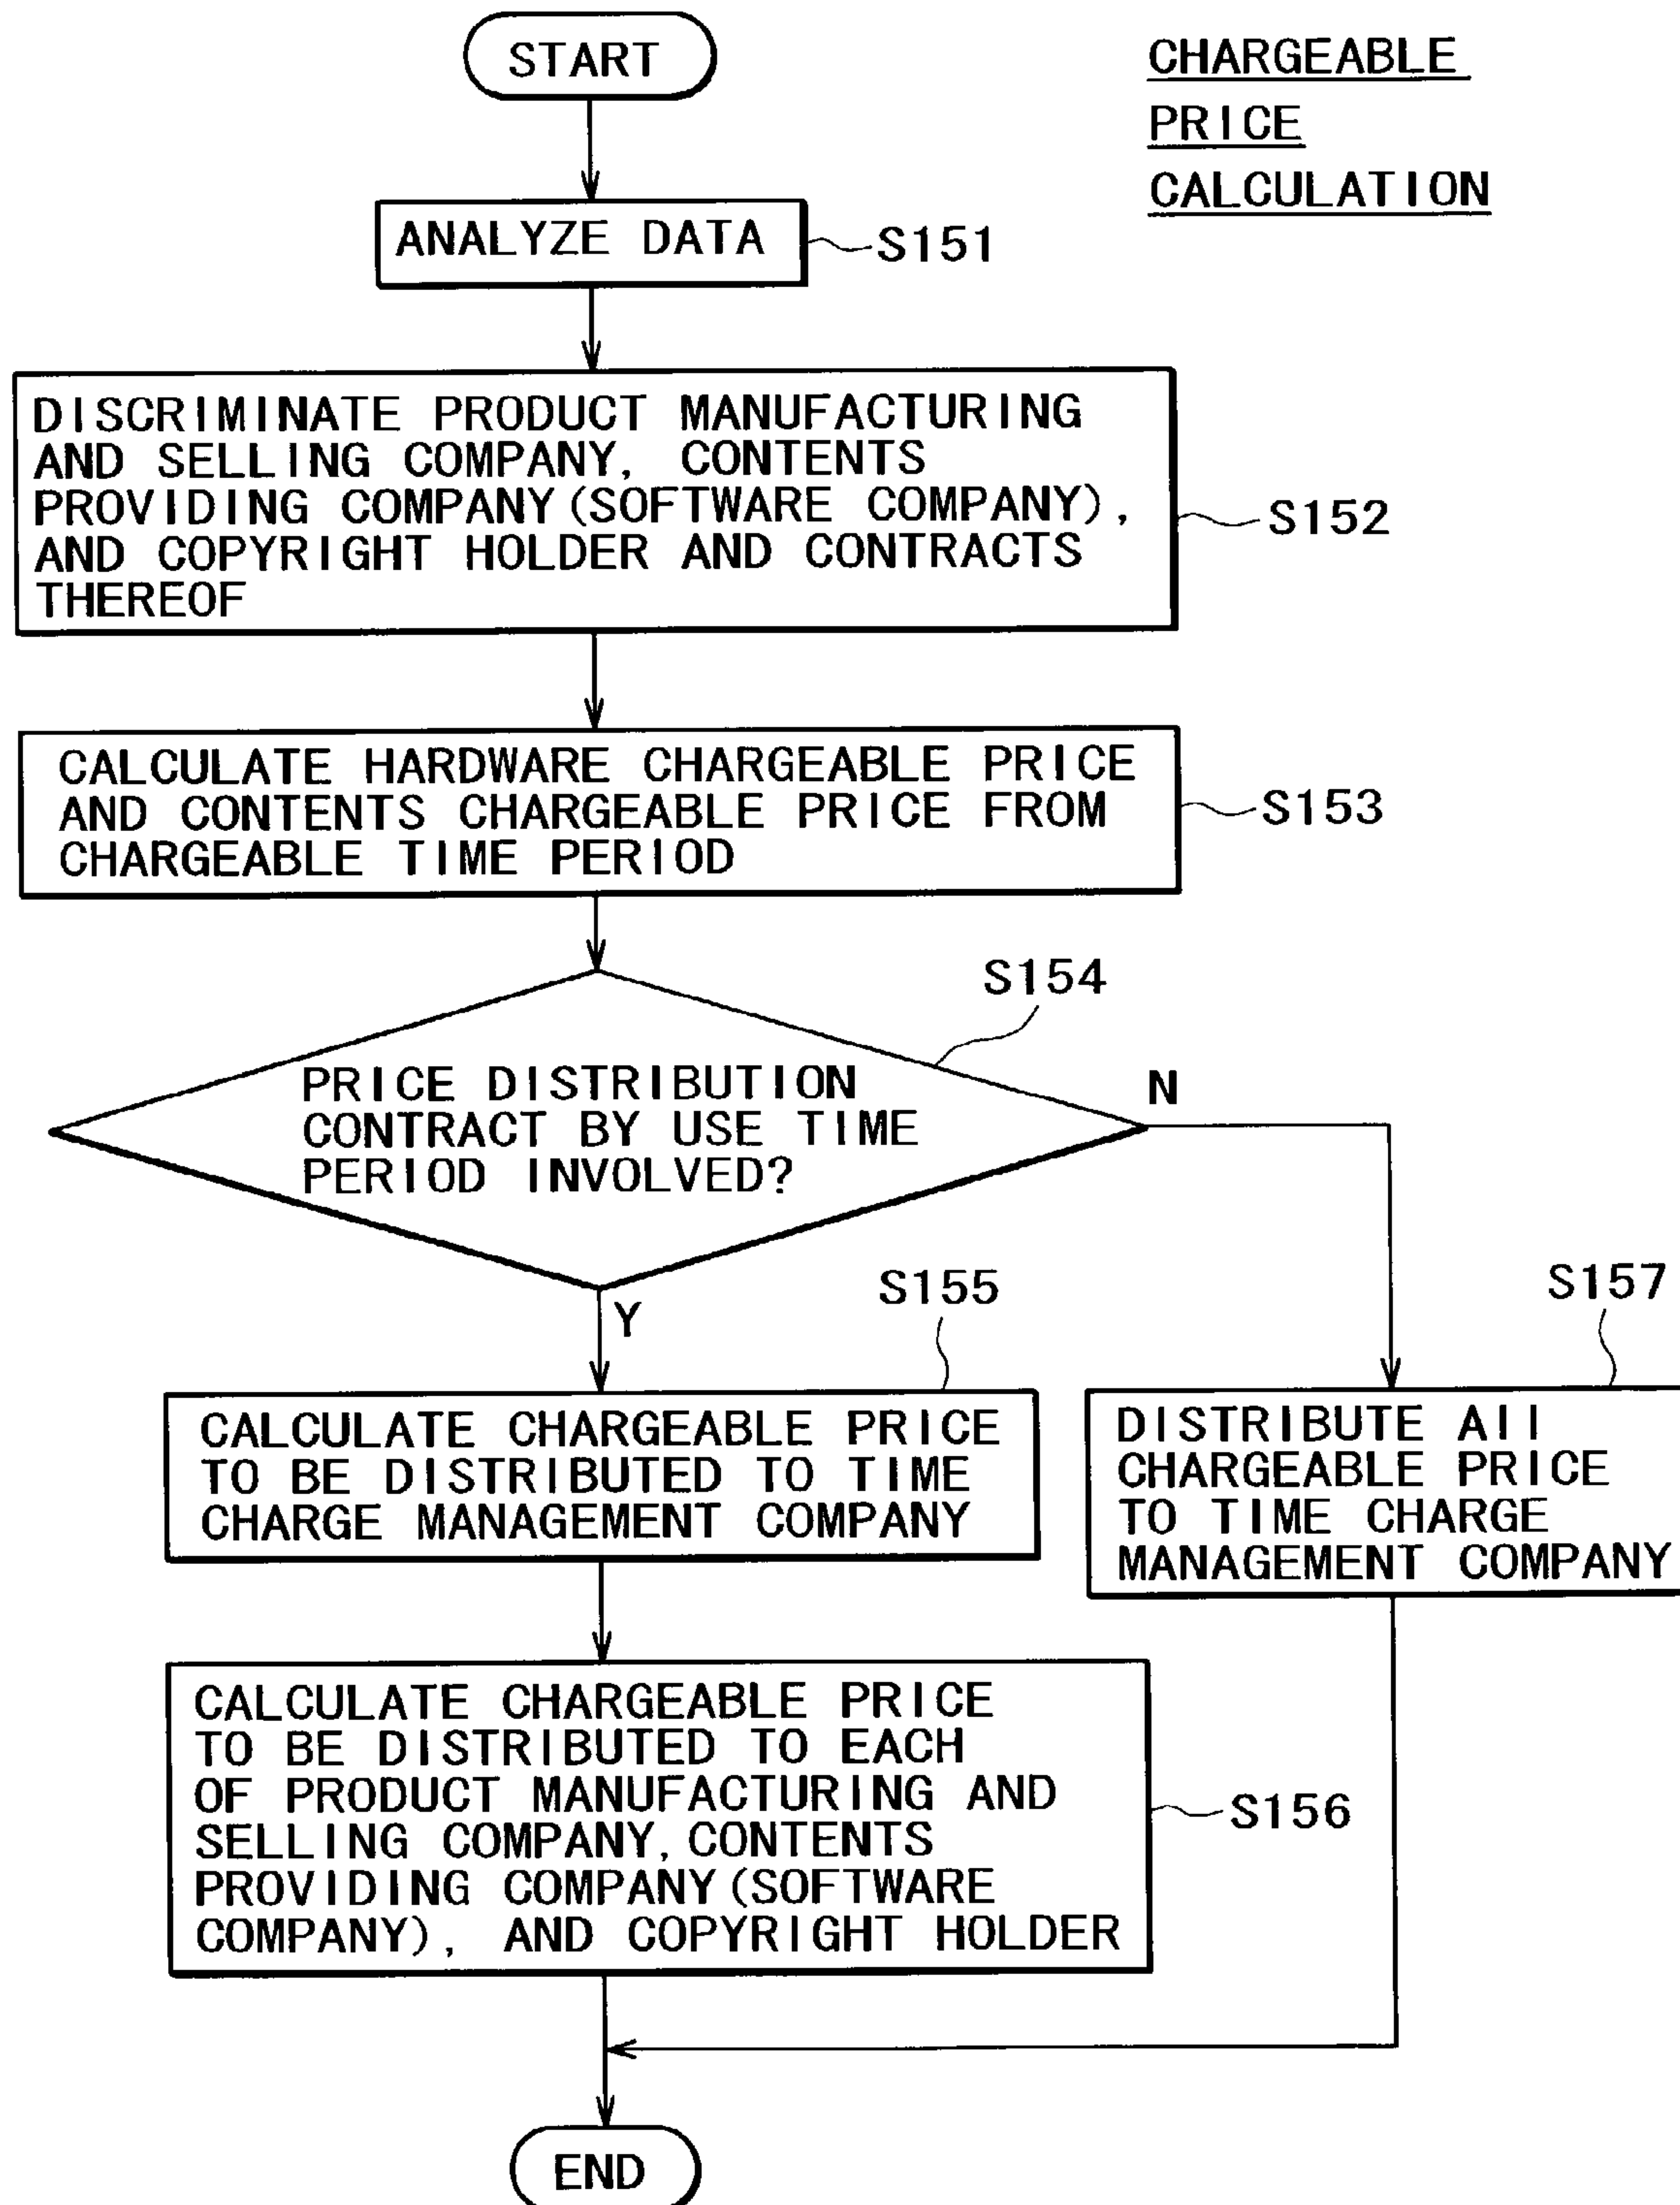 START
CHARGEABLE
PRICE
CALCULATION
ANALYZE DATA
S151
DISCRIMINATE PRODUCT MANUFACTURING
AND SELLING COMPANY, CONTENTS
PROVIDING COMPANY(SOFTWARE COMPANY),
AND COPYRIGHT HOLDER AND CONTRACTS
THEREOF
S152
CALCULATE HARDWARE CHARGEABLE PRICE
AND CONTENTS CHARGEABLE PRICE FROM
CHARGEABLE TIME PERIOD
S153
S154
PRICE DISTRIBUTION
CONTRACT BY USE TIME
PERIOD INVOLVED?
N
Y
S155
CALCULATE CHARGEABLE PRICE
TO BE DISTRIBUTED TO TIME
CHARGE MANAGEMENT COMPANY
S157
DISTRIBUTE All
CHARGEABLE PRICE
TO TIME CHARGE
MANAGEMENT COMPANY
CALCULATE CHARGEABLE PRICE
TO BE DISTRIBUTED TO EACH
OF PRODUCT MANUFACTURING AND
SELLING COMPANY, CONTENTS
PROVIDING COMPANY(SOFTWARE
COMPANY), AND COPYRIGHT HOLDER
S156
END